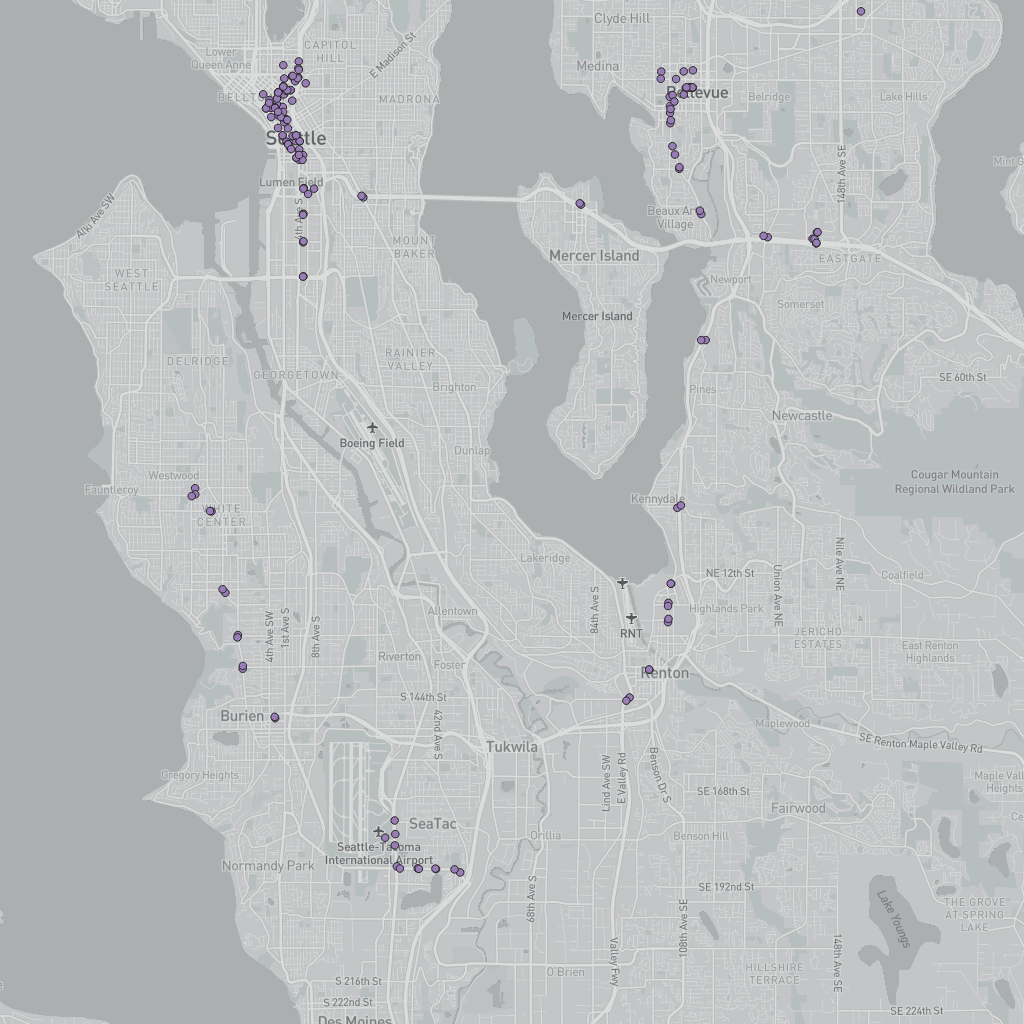 Clyde Hill
CAPITOL
HILL
Lower
Queen Anne
E Madison St
Medina
MADRONA
Bellevue
Belridge
Lake Hills
Seattle
148th Ave SE
Lumen Field
Alki Ave SW
4th Ave S
Beaux Arts
Village
MOUNT
BAKER
Mercer Island
EASTGATE
WEST
SEATTLE
Newport
Somerset
Mercer Island
DELRIDGE
RAINIER
VALLEY
GEORGETOWN
Brighton
Pines
SE 60th St
Newcastle
Boeing Field
Dunlap
Westwood
Fauntleroy
Cougar Mountain
Regional Wildland Park
Kennydale
WHITE
CENTER
Lakeridge
NE 12th St
Nile Ave NE
Coalfield
Union Ave NE
84th Ave S
Allentown
Highlands Park
4th Ave SW
1st Ave S
8th Ave S
RNT
JERICHO
ESTATES
East Renton
Highlands
Riverton
Foster
Renton
S 144th St
Burien
42nd Ave S
Maplewood
SE Renton Maple Valley Rd
Tukwila
Gregory Heights
Lind Ave SW
E Valley Rd
Benson Dr S
SE 168th St
Maple Val
Heights
Fairwood
SeaTac
Orillia
Benson Hill
Seattle-Tacoma
International Airport
Normandy Park
68th Ave S
SE 192nd St
108th Ave SE
Lake Youngs
THE GROVE
AT SPRING
LAKE
148th Ave SE
Valley Fwy
O'Brien
HILLSHIRE
TERRACE
S 216th St
S 222nd St
SE 224th St
Des Moines